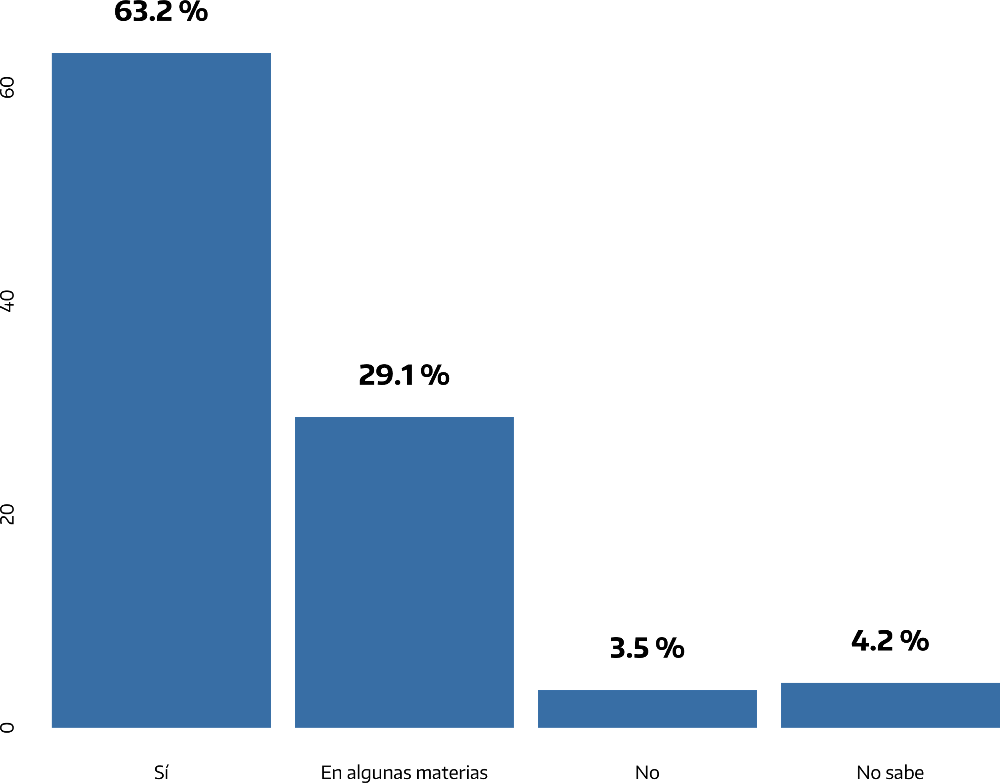 63.2 %
60
40
29.1 %
20
3.5 %
4.2 %
0
Sí
En algunas materias
No
No sabe